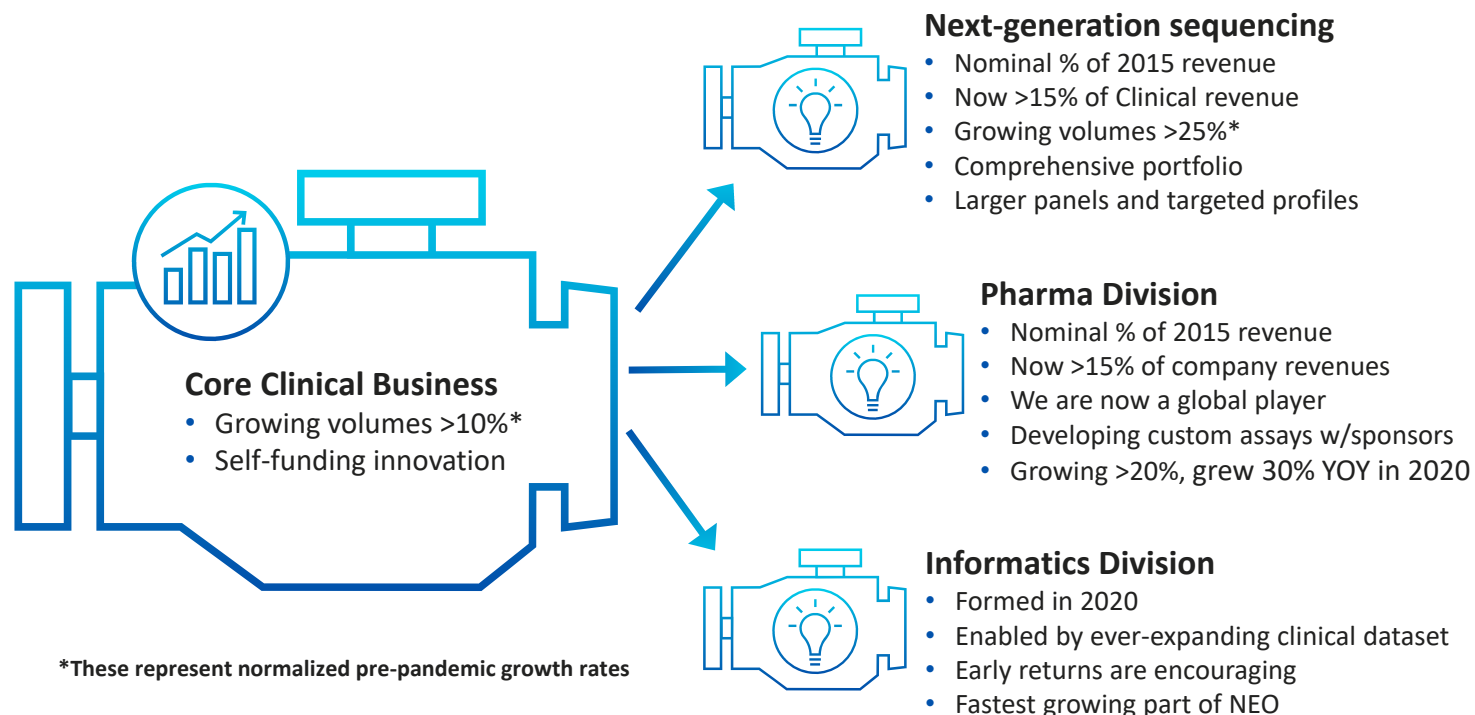 Next-generation sequencing
• Nominal % of 2015 revenue
• Now >15% of Clinical revenue
• Growing volumes >25%*
• Comprehensive portfolio
• Larger panels and targeted profiles
Core Clinical Business
• Growing volumes >10%*
• Self-funding innovation
Pharma Division
• Nominal % of 2015 revenue
• Now >15% of company revenues
• We are now a global player
• Developing custom assays w/sponsors
• Growing >20%, grew 30% YOY in 2020
Informatics Division
• Formed in 2020
• Enabled by ever-expanding clinical dataset
• Early returns are encouraging
• Fastest growing part of NEO
*These represent normalized pre-pandemic growth rates